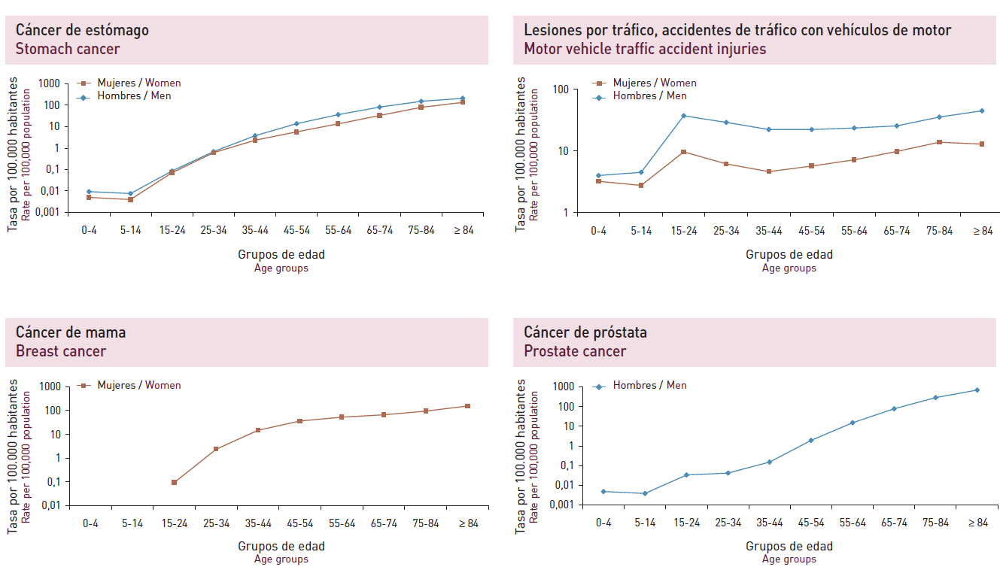 Cáncer de estómago
Stomach cancer
Tasa por 100.000 habitantes
Rate per 100,000 population
Mujeres / Women
Hombres / Men
1000
100
10
1
0,1
0,01
0,001
0-4 5-14 15-24 25-34 35-44 45-54 55-64 65-74 75-84 ≥ 84
Grupos de edad
Age groups
Lesiones por tráfico, accidentes de tráfico con vehículos de motor
Motor vehicle traffic accident injuries
Tasa por 100.000 habitantes
Rate per 100,000 population
Mujeres / Women
Hombres / Men
100
10
1
0-4 5-14 15-24 25-34 35-44 45-54 55-64 65-74 75-84 ≥ 84
Grupos de edad
Age groups
Cáncer de mama
Breast cancer
Tasa por 100.000 habitantes
Rate per 100,000 population
Mujeres / Women
1000
100
10
1
0,1
0,01
0-4 5-14 15-24 25-34 35-44 45-54 55-64 65-74 75-84 ≥ 84
Grupos de edad
Age groups
Cáncer de próstata
Prostate cancer
Tasa por 100.000 habitantes
Rate per 100,000 population
Hombres / Men
1000
100
10
1
0,1
0,01
0,001
0-4 5-14 15-24 25-34 35-44 45-54 55-64 65-74 75-84 ≥ 84
Grupos de edad
Age groups